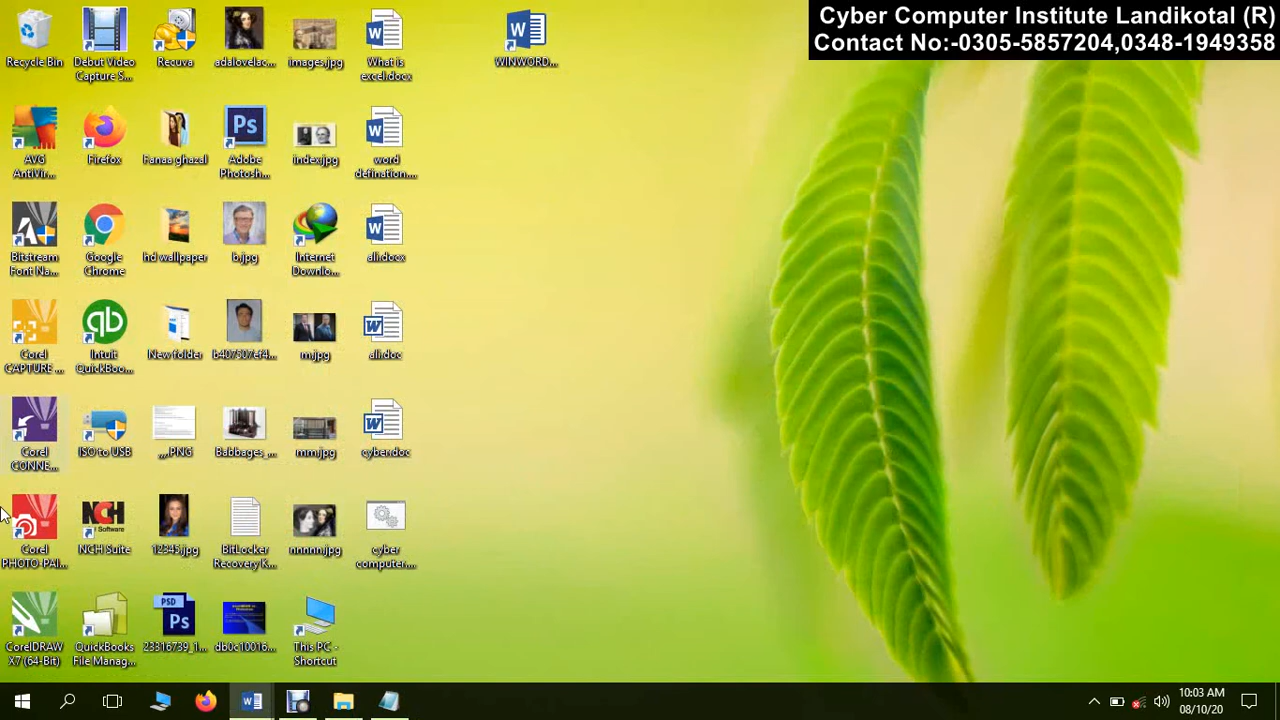 Cyber Computer Institute Landikotal (R)
Contact No:-0305-5857204,0348-1949358
Recycle Bin
Debut Video
Capture S...
Recuva
adalovelac...
images.jpg
What is
excel.docx
WINWORD...
AVG
AntiVir...
Firefox
Fanaa ghazal
Adobe
Photosh...
index.jpg
word
defination....
Bitstream
Font Na...
Google
Chrome
hd wallpaper
b.jpg
Internet
Downlo...
ali.docx
Corel
CAPTURE ...
Intuit
QuickBoo...
New folder
b407507ef4...
m.jpg
ali.doc
Corel
CONNE...
ISO to USB
,,,.PNG
Babbages_...
mm.jpg
cyber.doc
Corel
PHOTO-PAI...
NCH Suite
12345.jpg
BitLocker
Recovery K...
nnnnn.jpg
cyber
computer....
CorelDRAW
X7 (64-Bit)
QuickBooks
File Manag...
23316739_1...
db0c10016...
This PC -
Shortcut
10:03 AM
08/10/20